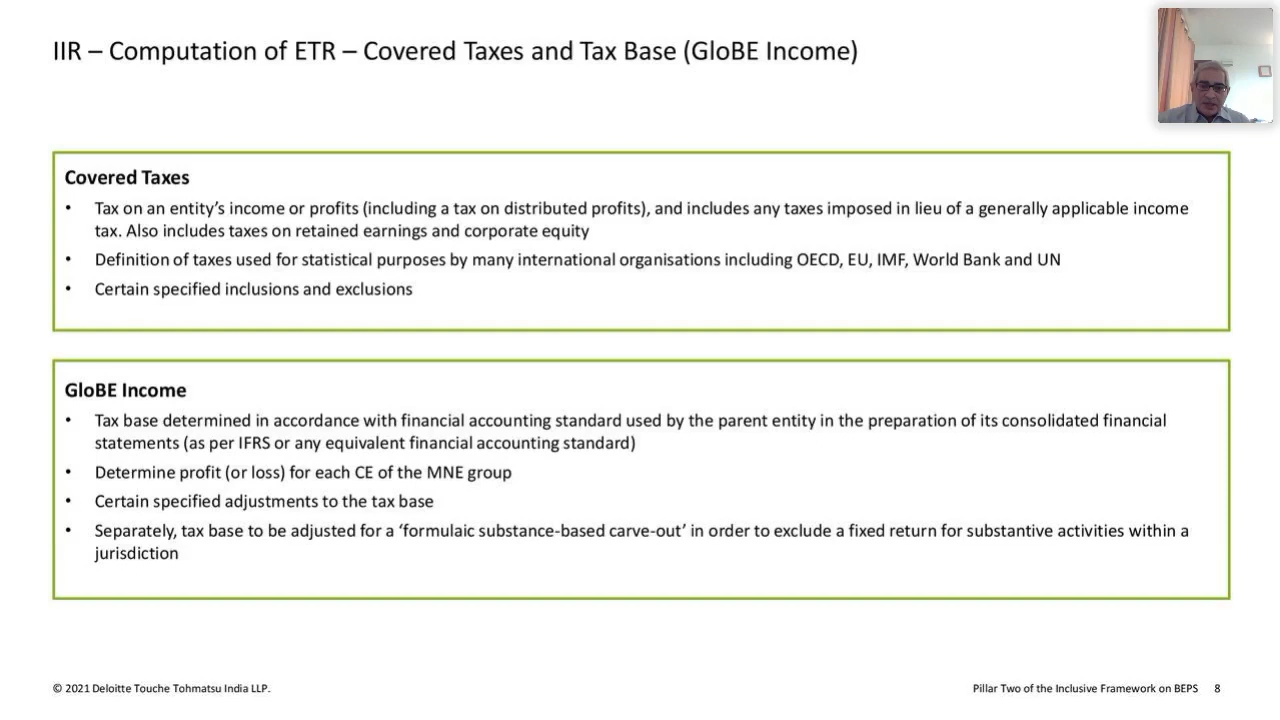 IIR – Computation of ETR – Covered Taxes and Tax Base (GloBE Income)
Covered Taxes
• Tax on an entity’s income or profits (including a tax on distributed profits), and includes any taxes imposed in lieu of a generally applicable income
tax. Also includes taxes on retained earnings and corporate equity
• Definition of taxes used for statistical purposes by many international organisations including OECD, EU, IMF, World Bank and UN
• Certain specified inclusions and exclusions
GloBE Income
• Tax base determined in accordance with financial accounting standard used by the parent entity in the preparation of its consolidated financial
statements (as per IFRS or any equivalent financial accounting standard)
• Determine profit (or loss) for each CE of the MNE group
• Certain specified adjustments to the tax base
• Separately, tax base to be adjusted for a ‘formulaic substance-based carve-out’ in order to exclude a fixed return for substantive activities within a
jurisdiction
© 2021 Deloitte Touche Tohmatsu India LLP.
Pillar Two of the Inclusive Framework on BEPS 8